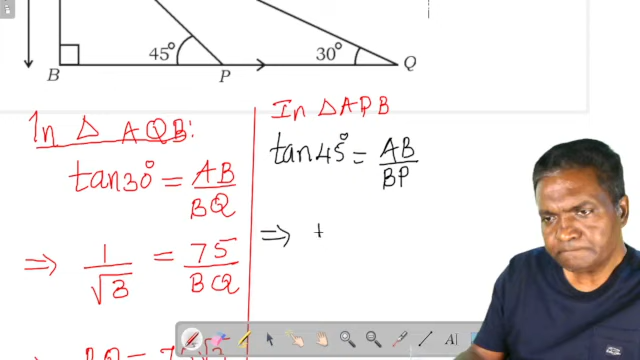 45°
30°
B
P
Q
In △ AQB:
tan30° = AB/BQ
⇒ 1/√3 = 75/BQ
In △APB
tan45° = AB/BP
⇒